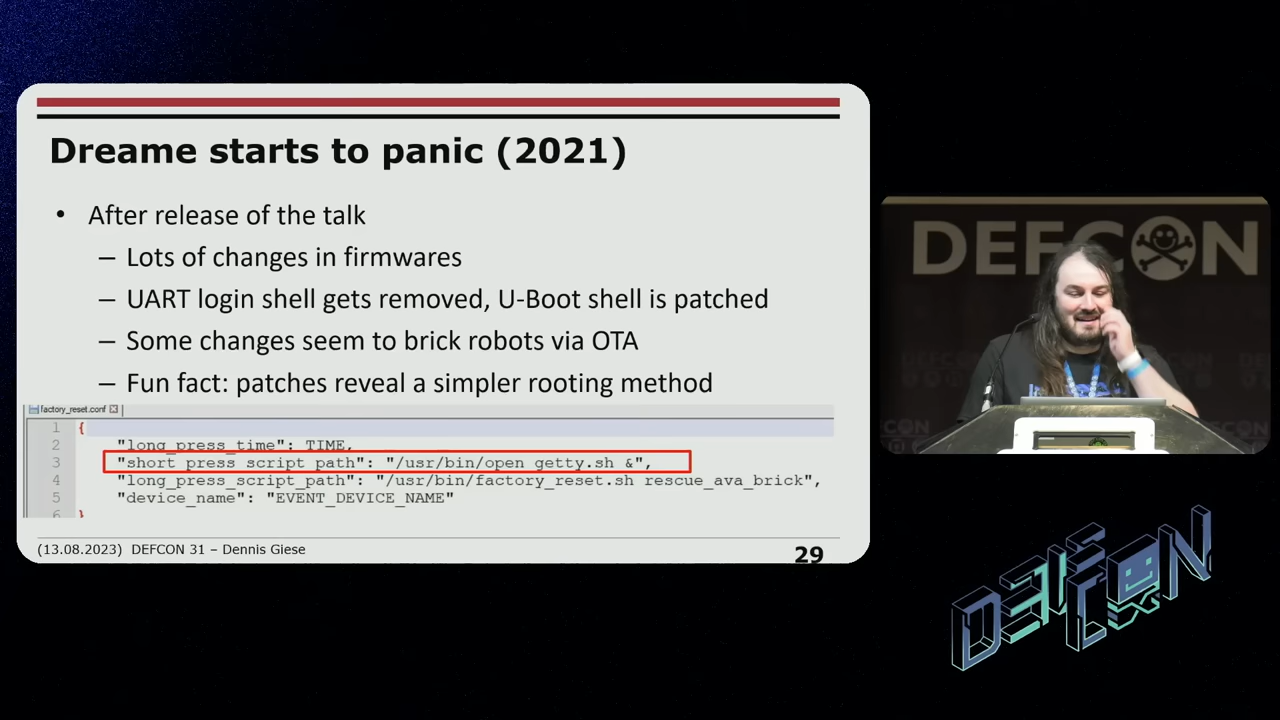 Dreame starts to panic (2021)
• After release of the talk
– Lots of changes in firmwares
– UART login shell gets removed, U-Boot shell is patched
– Some changes seem to brick robots via OTA
– Fun fact: patches reveal a simpler rooting method
factory_reset.conf
1 {
2 "long_press_time": TIME,
3 "short_press_script_path": "/usr/bin/open_getty.sh &",
4 "long_press_script_path": "/usr/bin/factory_reset.sh rescue_ava_brick",
5 "device_name": "EVENT_DEVICE_NAME"
6 }
(13.08.2023) DEFCON 31 – Dennis Giese
29
DEFCON
DEFCON